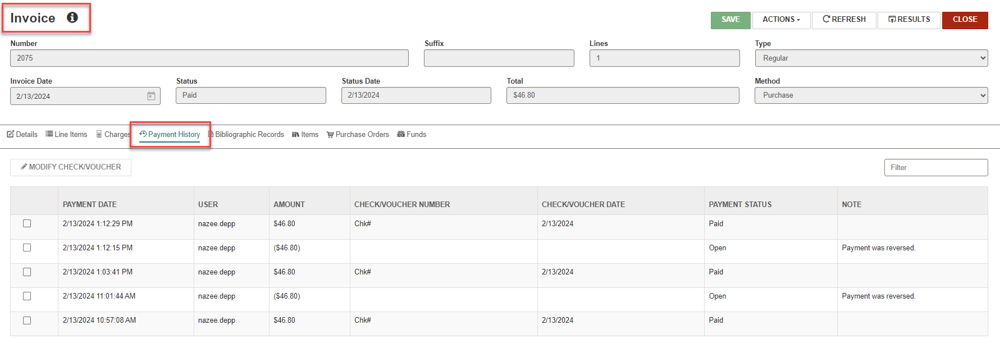 Invoice
SAVE ACTIONS REFRESH RESULTS CLOSE
Number Suffix Lines Type
2075 1 Regular
Invoice Date Status Status Date Total Method
2/13/2024 Paid 2/13/2024 $46.80 Purchase
Details Line Items Charges Payment History Bibliographic Records Items Purchase Orders Funds
MODIFY CHECK/VOUCHER Filter
PAYMENT DATE USER AMOUNT CHECK/VOUCHER NUMBER CHECK/VOUCHER DATE PAYMENT STATUS NOTE
2/13/2024 1:12:29 PM nazee.depp $46.80 Chk# 2/13/2024 Paid
2/13/2024 1:12:15 PM nazee.depp ($46.80) Open Payment was reversed.
2/13/2024 1:03:41 PM nazee.depp $46.80 Chk# 2/13/2024 Paid
2/13/2024 11:01:44 AM nazee.depp ($46.80) Open Payment was reversed.
2/13/2024 10:57:08 AM nazee.depp $46.80 Chk# 2/13/2024 Paid